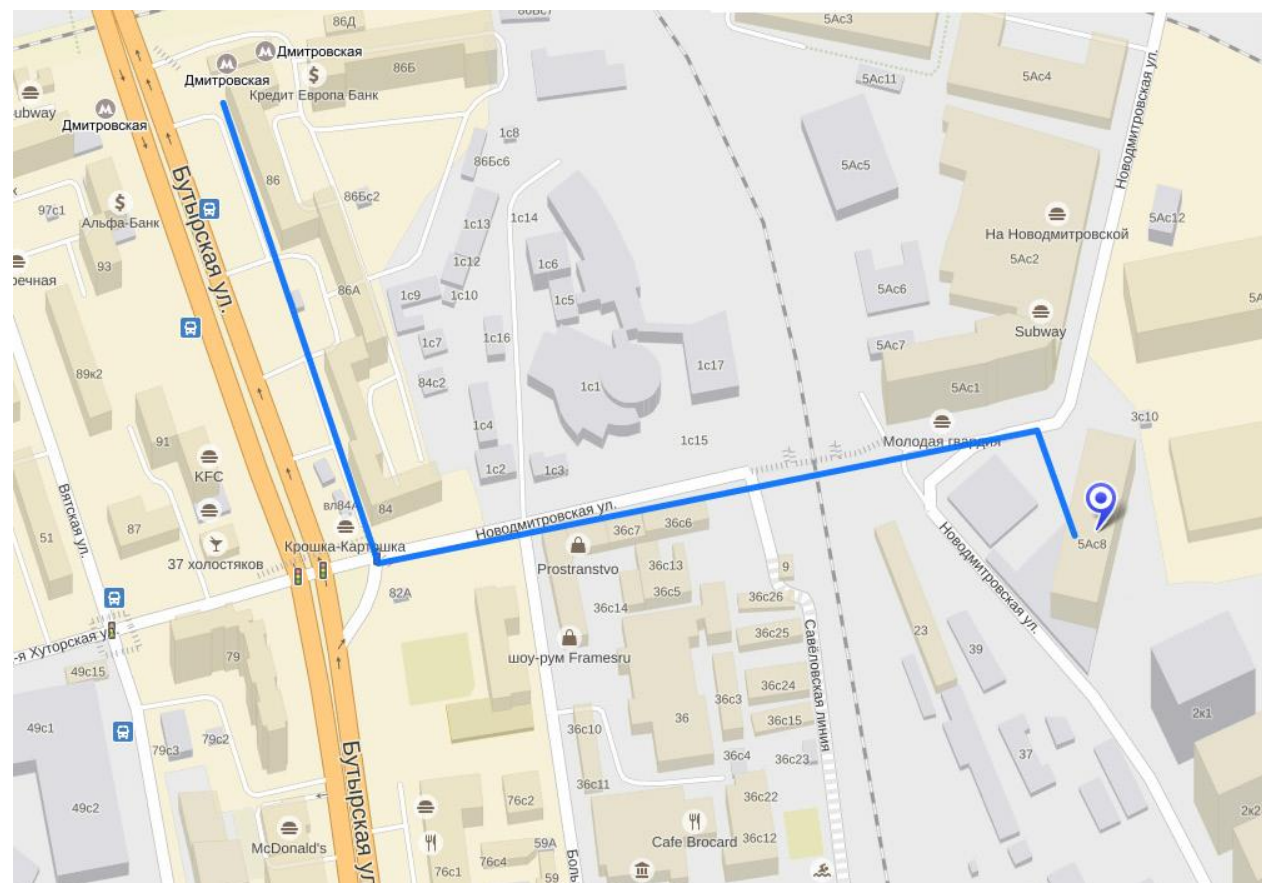 86Д
5Ас3
Дмитровская
Дмитровская
86Б
5Ас11
5Ас4
Кредит Европа Банк
Subway
Дмитровская
1с8
Новодмитровская ул.
86Бс6
5Ас5
86
86Бс2
97с1
Альфа-Банк
Бутырская ул.
1с13
1с14
5Ас12
На Новодмитровской
93
1с12
1с6
5Ас2
86А
1с9
1с10
1с5
5Ас6
Subway
1с7
1с16
5Ас7
89к2
84с2
1с1
1с17
5Ас1
3с10
91
1с4
1с15
Молодая гвардия
KFC
1с2
1с3
Вятская ул.
вл84А
84
Новодмитровская ул.
36с7
36с6
51
87
Крошка-Картошка
5Ас8
37 холостяков
Prostranstvo
36с13
9
82А
36с5
36с26
Новодмитровская ул.
36с14
23
-я Хуторская ул.
36с25
79
шоу-рум Framesru
39
49с15
36с24
36с3
Савёловская линия
36
36с15
2к1
49с1
79с3
79с2
36с10
36с4
36с23
37
Бутырская ул.
36с11
49с2
76с2
36с22
2к2
McDonald's
59А
Cafe Brocard
36с12
76с4
76с1
59